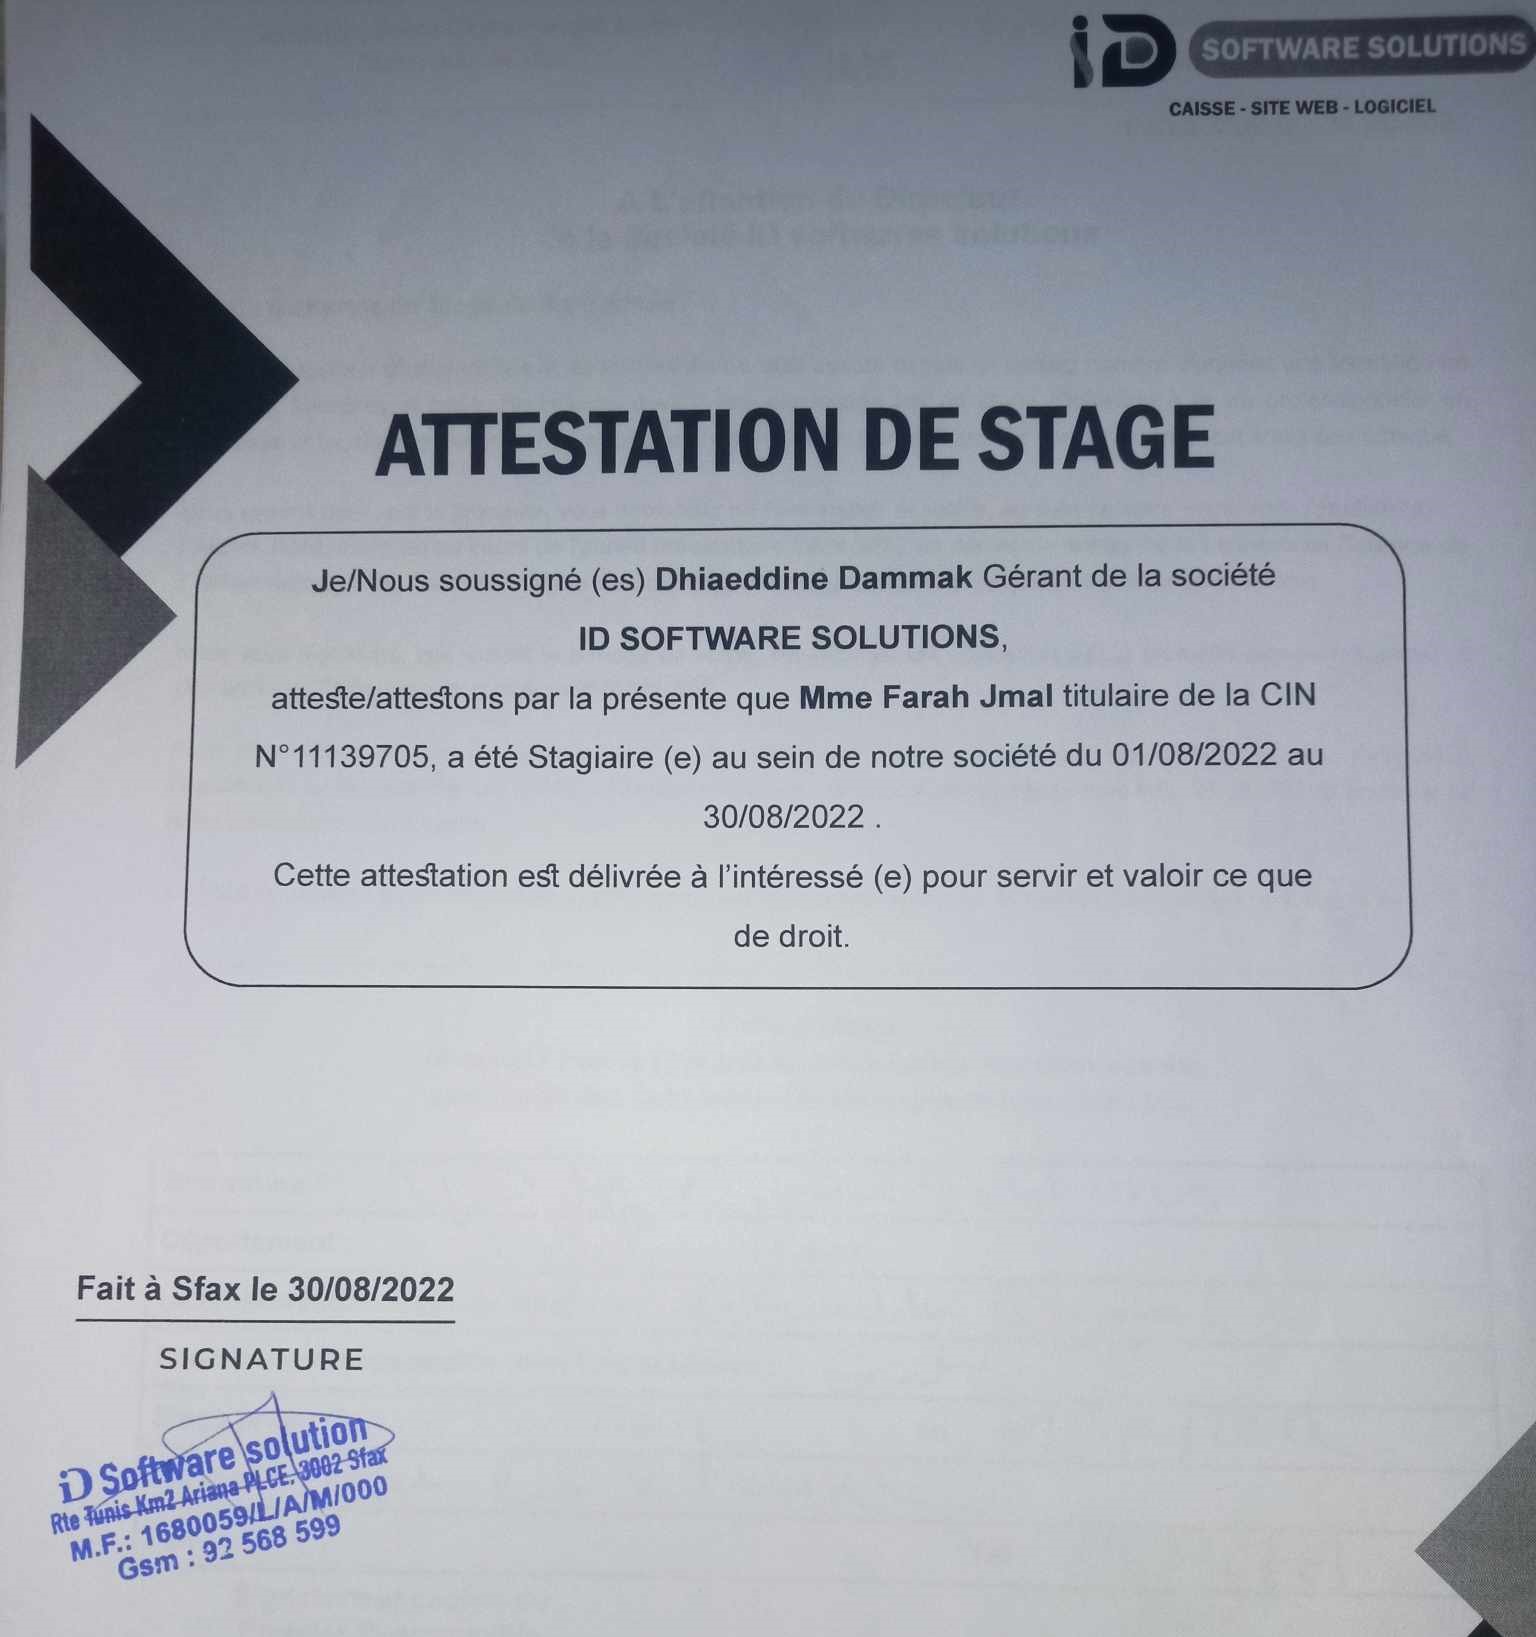 iD SOFTWARE SOLUTIONS
CAISSE - SITE WEB - LOGICIEL
ATTESTATION DE STAGE
Je/Nous soussigné (es) Dhiaeddine Dammak Gérant de la société
ID SOFTWARE SOLUTIONS,
atteste/attestons par la présente que Mme Farah Jmal titulaire de la CIN
N°11139705, a été Stagiaire (e) au sein de notre société du 01/08/2022 au
30/08/2022 .
Cette attestation est délivrée à l’intéressé (e) pour servir et valoir ce que
de droit.
Fait à Sfax le 30/08/2022
SIGNATURE
iD Software solution
Rte Tunis Km2 Ariana PLCE. 3002 Sfax
M.F.: 1680059/L/A/M/000
Gsm : 92 568 599